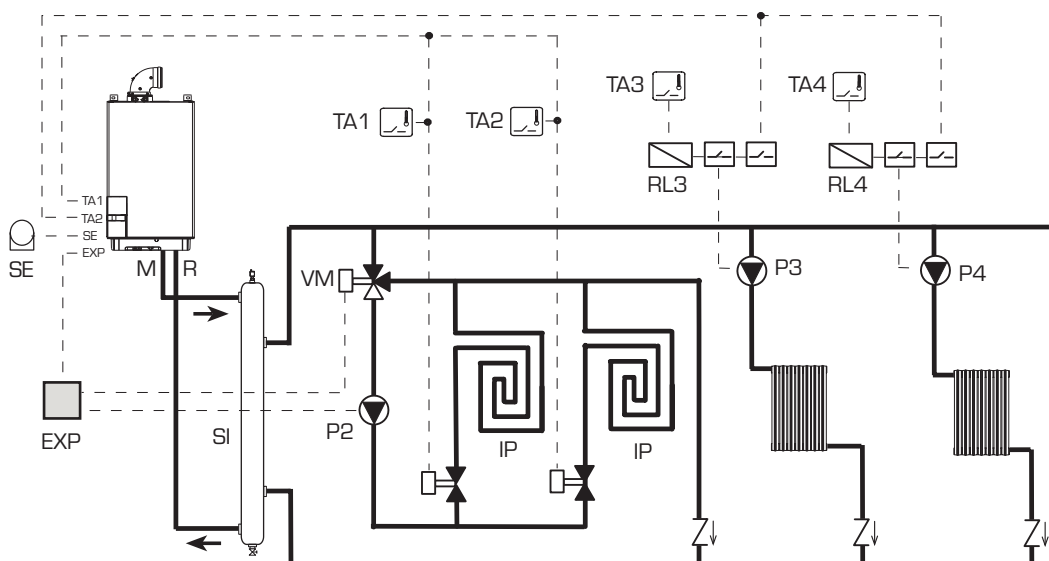 TA3
TA4
TA1
TA2
RL3
RL4
TA1
TA2
SE
EXP
SE
M R
VM
P3
P4
EXP
SI
P2
IP
IP